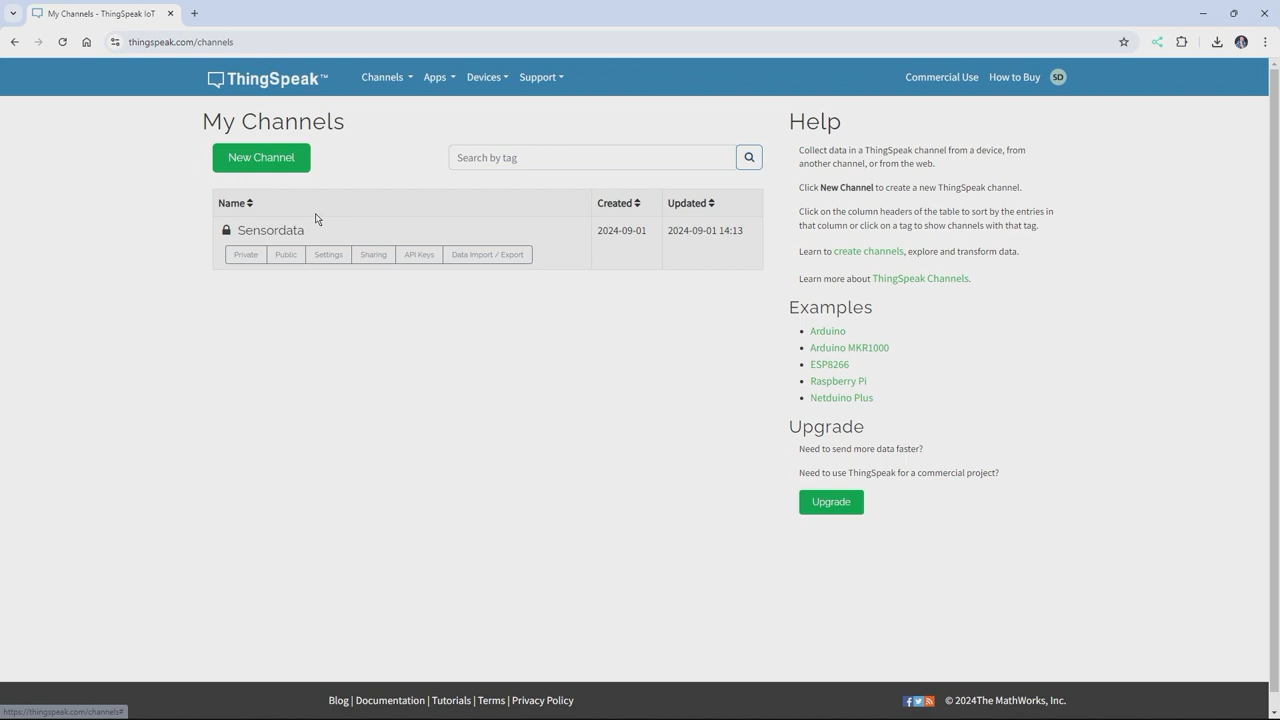 My Channels - ThingSpeak IoT
thingspeak.com/channels
ThingSpeak™
Channels
Apps
Devices
Support
Commercial Use
How to Buy
SD
My Channels
New Channel
Search by tag
Name
Created
Updated
Sensordata
2024-09-01
2024-09-01 14:13
Private
Public
Settings
Sharing
API Keys
Data Import / Export
Help
Collect data in a ThingSpeak channel from a device, from
another channel, or from the web.
Click New Channel to create a new ThingSpeak channel.
Click on the column headers of the table to sort by the entries in
that column or click on a tag to show channels with that tag.
Learn to create channels, explore and transform data.
Learn more about ThingSpeak Channels.
Examples
Arduino
Arduino MKR1000
ESP8266
Raspberry Pi
Netduino Plus
Upgrade
Need to send more data faster?
Need to use ThingSpeak for a commercial project?
Upgrade
Blog | Documentation | Tutorials | Terms | Privacy Policy
© 2024The MathWorks, Inc.
https://thingspeak.com/channels#